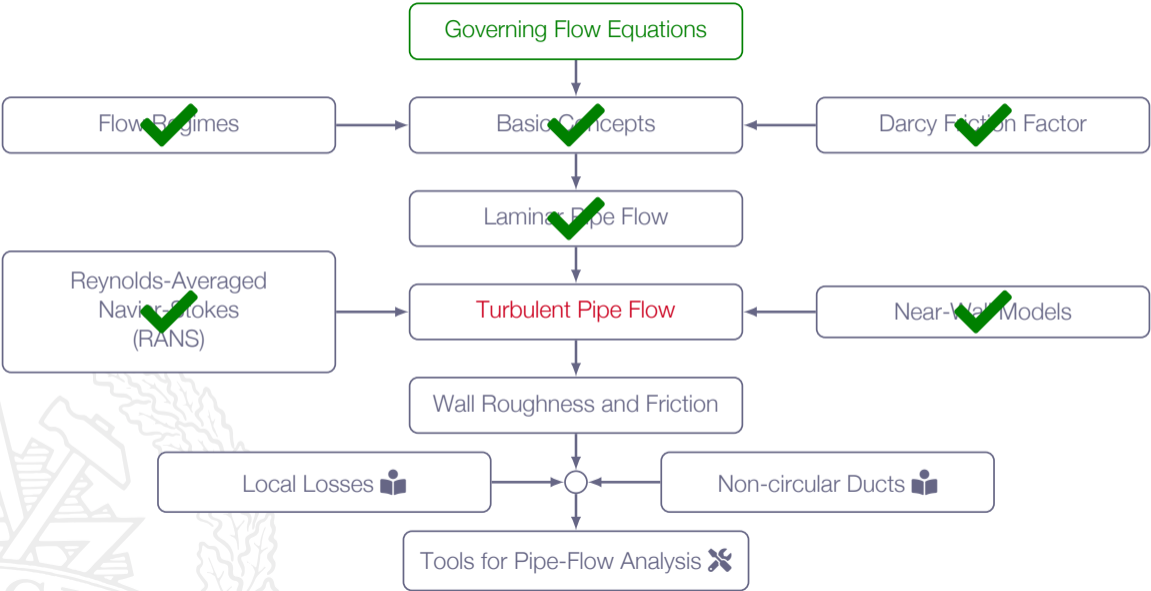 Governing Flow Equations
Flow Regimes
Basic Concepts
Darcy Friction Factor
Laminar Pipe Flow
Reynolds-Averaged
Navier-Stokes
(RANS)
Turbulent Pipe Flow
Near-Wall Models
Wall Roughness and Friction
Local Losses
Non-circular Ducts
Tools for Pipe-Flow Analysis